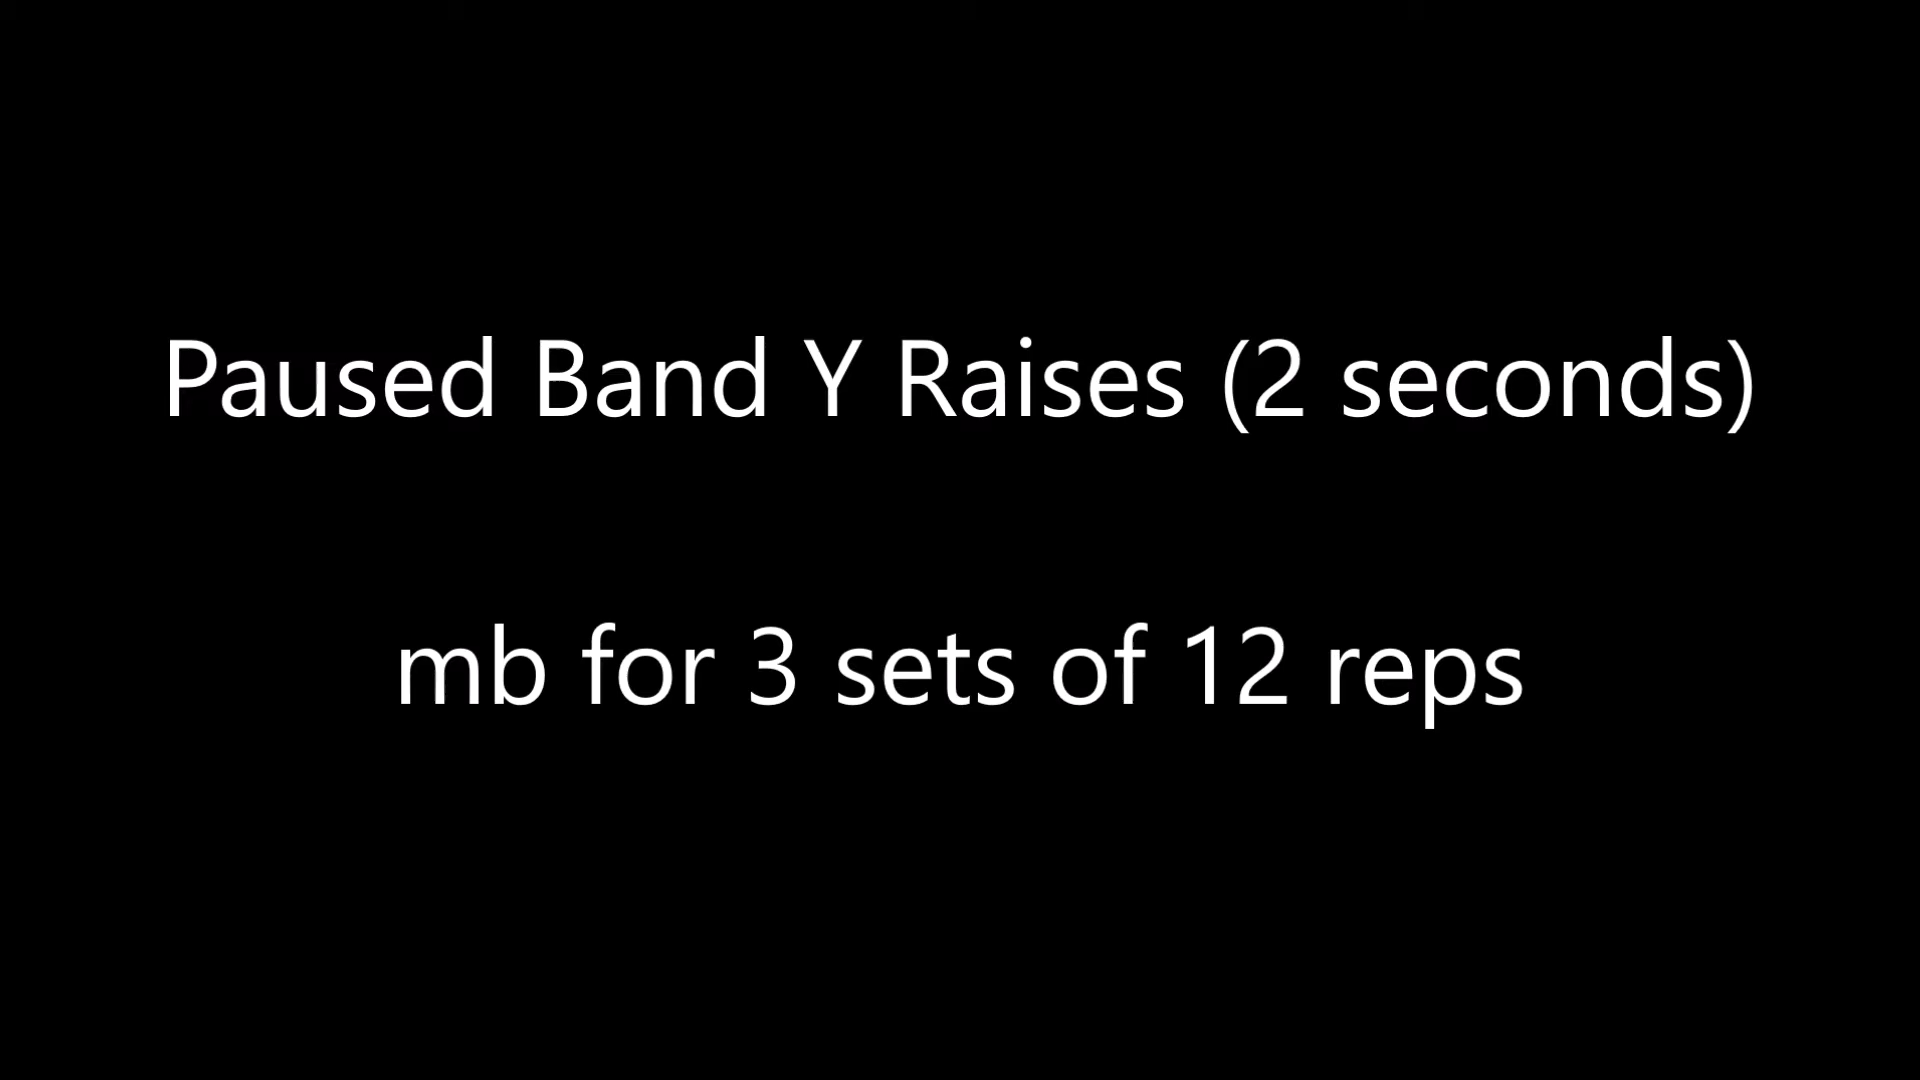 Paused Band Y Raises (2 seconds)
mb for 3 sets of 12 reps